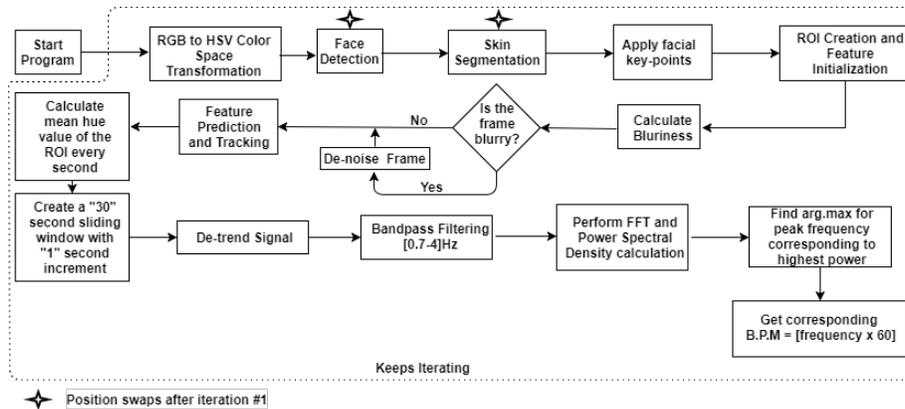 Start
Program
RGB to HSV Color
Space
Transformation
Face
Detection
Skin
Segmentation
Apply facial
key-points
ROI Creation and
Feature
Initialization
Calculate
mean hue
value of the
ROI every
second
Feature
Prediction
and Tracking
No
Is the
frame
blurry?
Calculate
Bluriness
De-noise Frame
Yes
Create a "30"
second sliding
window with
"1" second
increment
De-trend Signal
Bandpass Filtering
[0.7-4]Hz
Perform FFT and
Power Spectral
Density calculation
Find arg.max for
peak frequency
corresponding to
highest power
Get corresponding
B.P.M = [frequency x 60]
Keeps Iterating
Position swaps after iteration #1